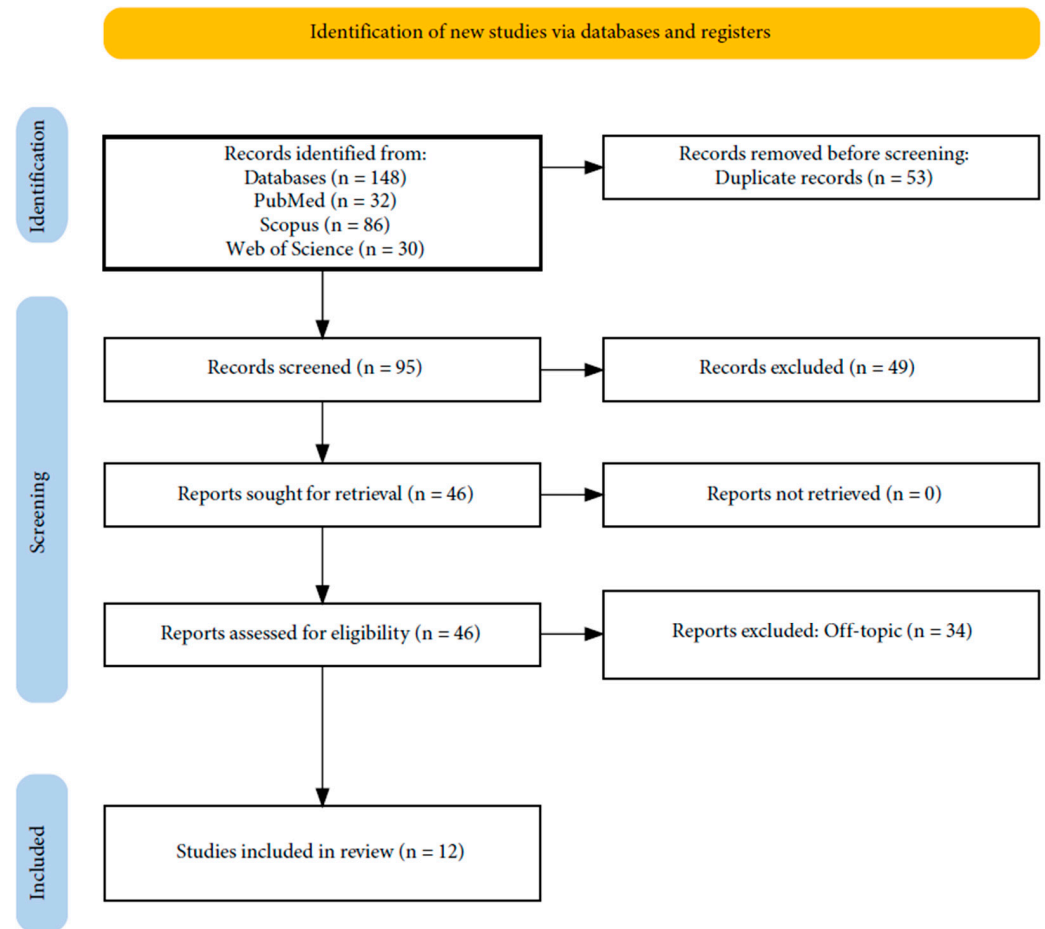 Identification of new studies via databases and registers
Identification
Records identified from:
Databases (n = 148)
PubMed (n = 32)
Scopus (n = 86)
Web of Science (n = 30)
Records removed before screening:
Duplicate records (n = 53)
Screening
Records screened (n = 95)
Records excluded (n = 49)
Reports sought for retrieval (n = 46)
Reports not retrieved (n = 0)
Reports assessed for eligibility (n = 46)
Reports excluded: Off-topic (n = 34)
Included
Studies included in review (n = 12)